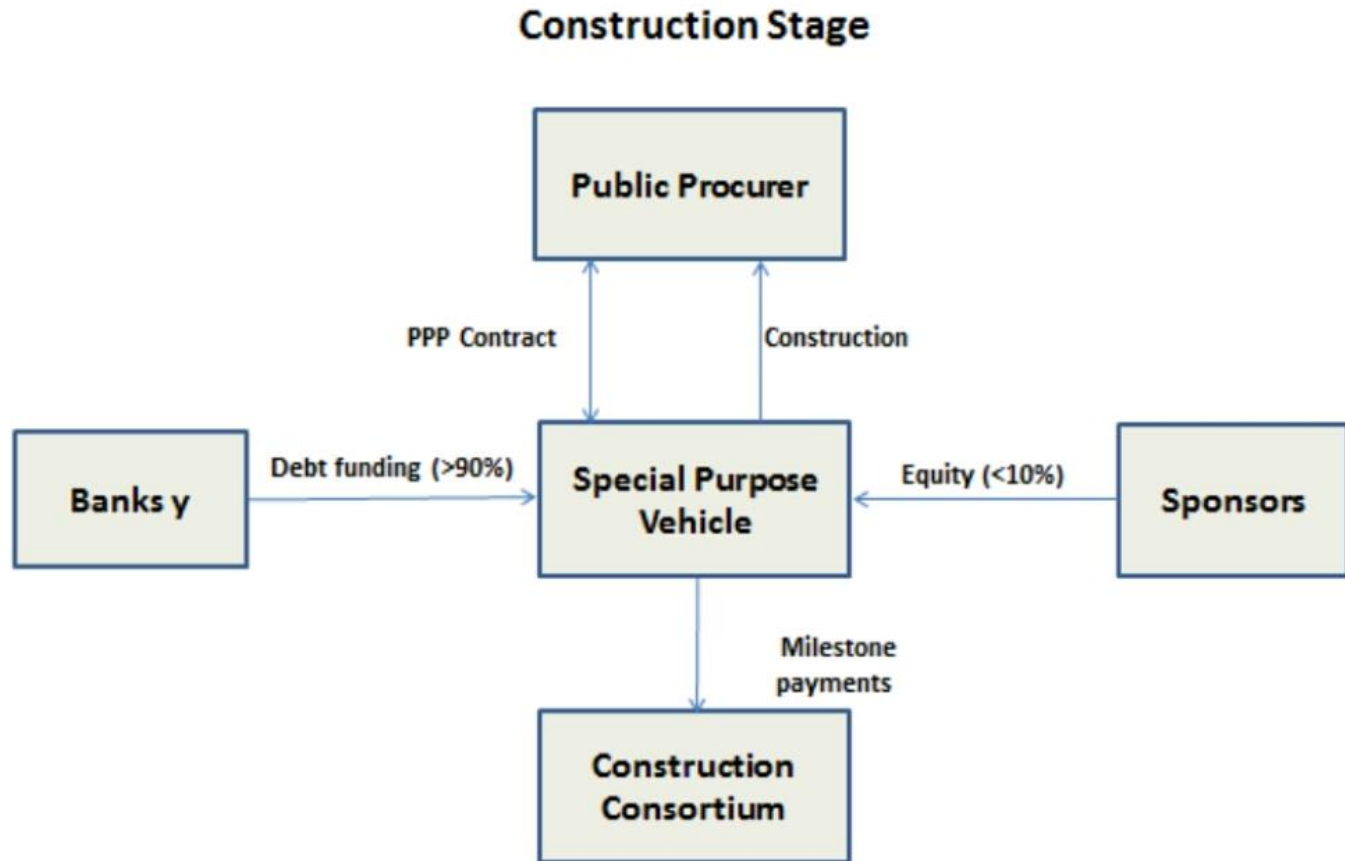 Construction Stage
Public Procurer
PPP Contract
Construction
Banks y
Debt funding (>90%)
Special Purpose
Vehicle
Equity (<10%)
Sponsors
Milestone
payments
Construction
Consortium